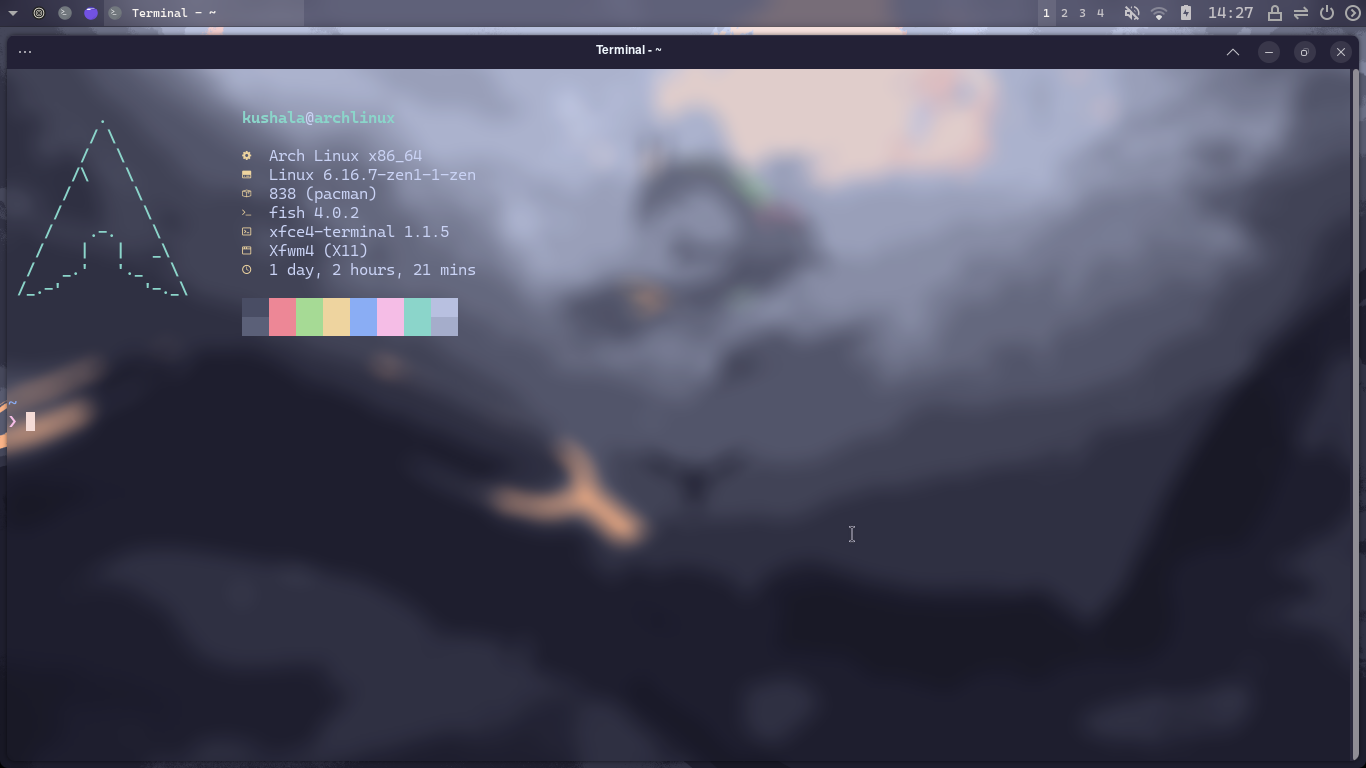 Terminal - ~
1 2 3 4
14:27
Terminal - ~
kushala@archlinux
Arch Linux x86_64
Linux 6.16.7-zen1-1-zen
838 (pacman)
fish 4.0.2
xfce4-terminal 1.1.5
Xfwm4 (X11)
1 day, 2 hours, 21 mins
~
❯